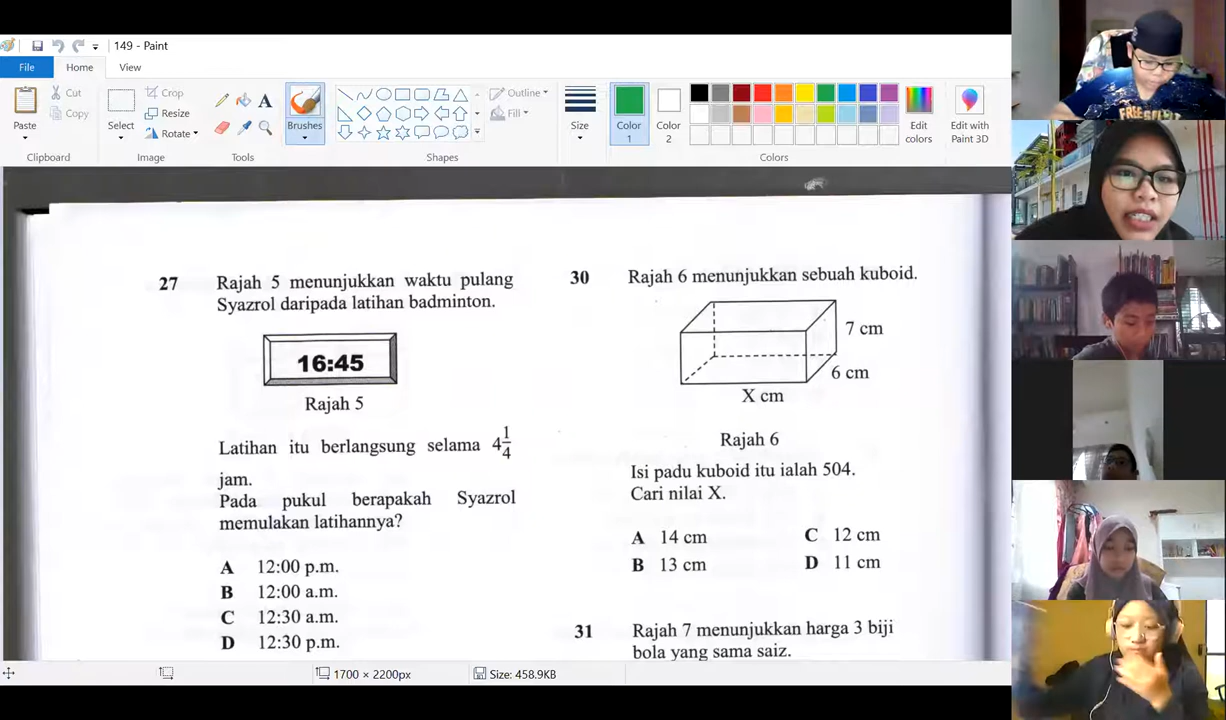 149 - Paint
File
Home
View
Paste
Cut
Copy
Clipboard
Select
Crop
Resize
Rotate
Image
A
Tools
Brushes
Shapes
Outline
Fill
Size
Color 1
Color 2
Colors
Edit colors
Edit with Paint 3D
27 Rajah 5 menunjukkan waktu pulang
Syazrol daripada latihan badminton.
16:45
Rajah 5
Latihan itu berlangsung selama 4 1/4
jam.
Pada pukul berapakah Syazrol
memulakan latihannya?
A 12:00 p.m.
B 12:00 a.m.
C 12:30 a.m.
D 12:30 p.m.
30 Rajah 6 menunjukkan sebuah kuboid.
7 cm
6 cm
X cm
Rajah 6
Isi padu kuboid itu ialah 504.
Cari nilai X.
A 14 cm C 12 cm
B 13 cm D 11 cm
31 Rajah 7 menunjukkan harga 3 biji
bola yang sama saiz.
1700 × 2200px
Size: 458.9KB